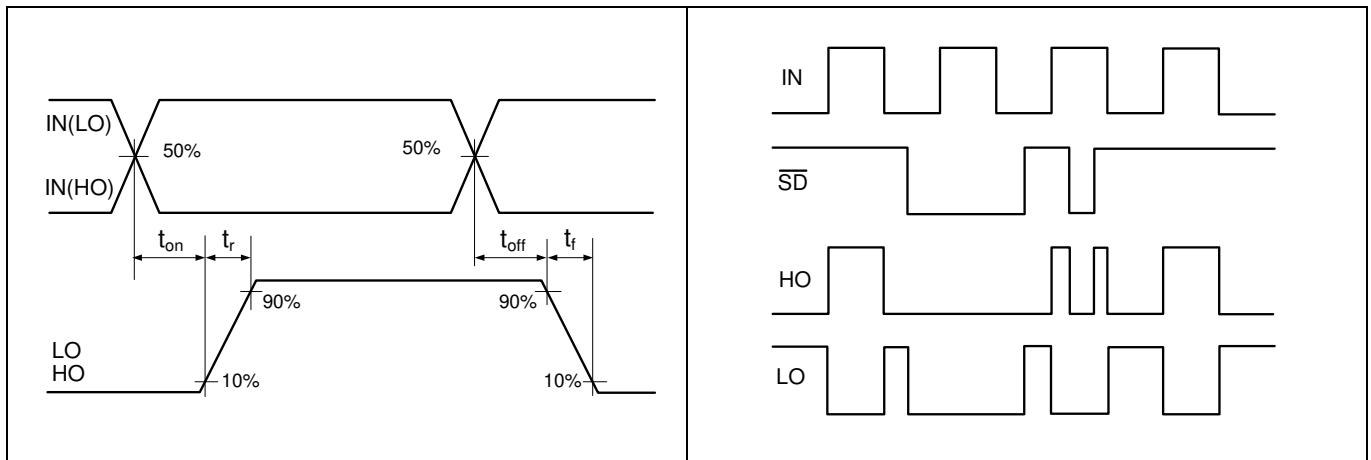 IN(LO)
50%
50%
IN(HO)
ton
tr
toff
tf
90%
90%
LO
HO
10%
10%
IN
SD
HO
LO